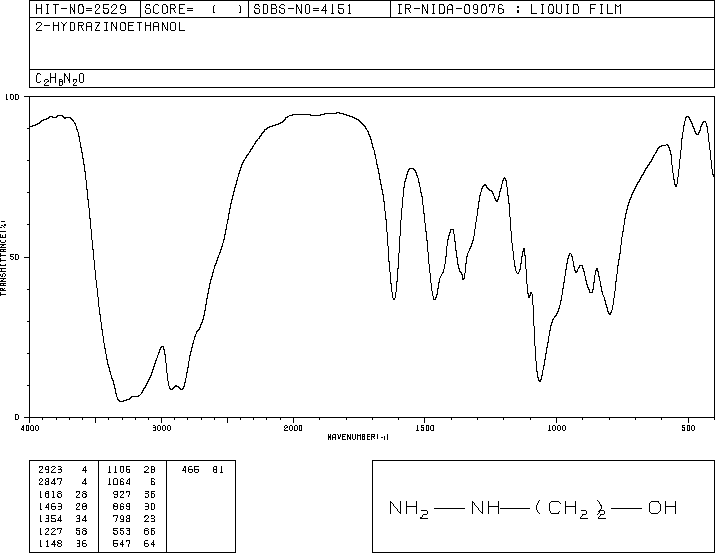 HIT-NO=2529 SCORE= ( ) SDBS-NO=4151 IR-NIDA-09076 : LIQUID FILM
2-HYDRAZINOETHANOL
C2H8N2O
100
TRANSMITTANCE(%)
50
0
4000 3000 2000 1500 1000 500
WAVENUMBER(-1)
2923 4 1106 28 466 81
2847 4 1064 6
1618 28 927 36
1463 28 869 30
1354 34 798 23
1227 58 553 66
1148 36 547 64
NH2 — NH — (CH2)2 — OH